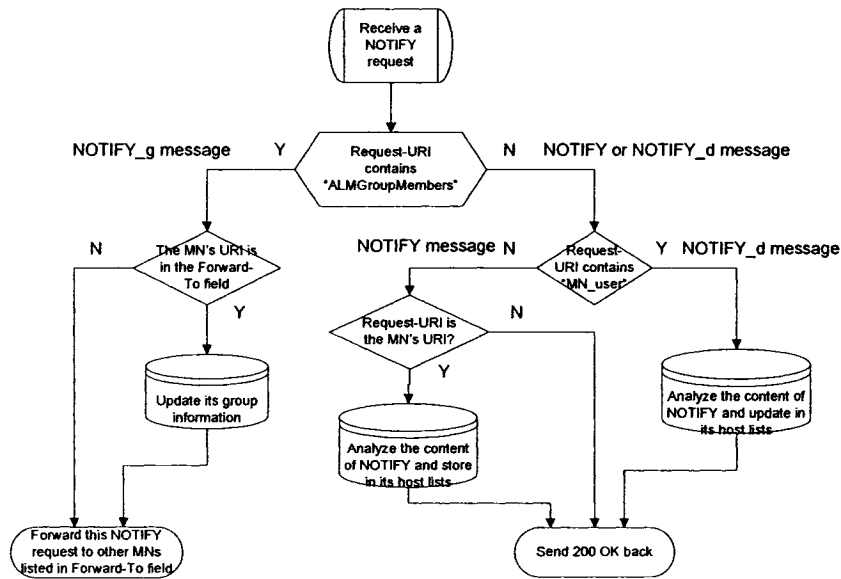 Receive a
NOTIFY
request
NOTIFY_g message
Y
Request-URI
contains
"ALMGroupMembers"
N
NOTIFY or NOTIFY_d message
N
The MN's URI is
in the Forward-
To field
Y
NOTIFY message
N
Request-
URI contains
"MN_user"
Y
NOTIFY_d message
Request-URI is
the MN's URI?
N
Y
Update its group
information
Analyze the content
of NOTIFY and store
in its host lists
Analyze the content of
NOTIFY and update in
its host lists
Forward this NOTIFY
request to other MNs
listed in Forward-To field
Send 200 OK back